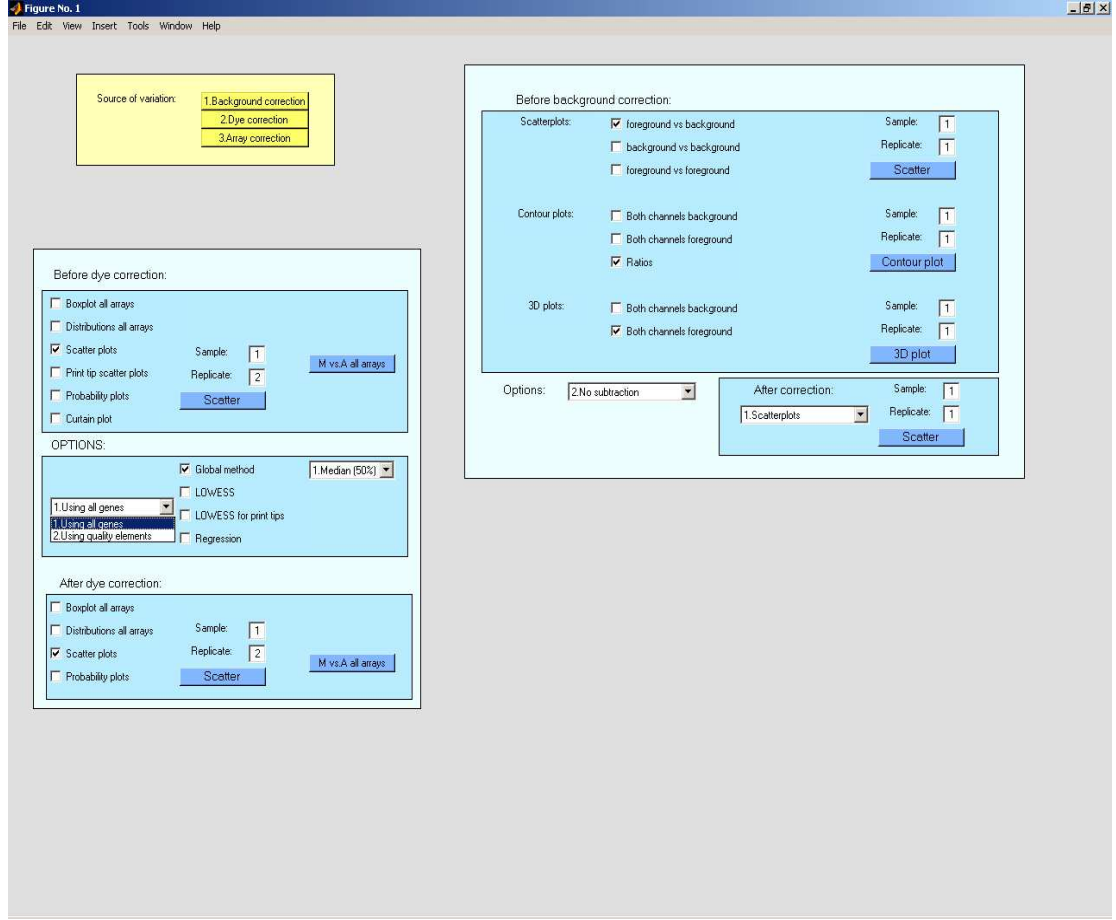 Figure No. 1
File Edit View Insert Tools Window Help
Source of variation:
1.Background correction
2.Dye correction
3.Array correction
Before dye correction:
Boxplot all arrays
Distributions all arrays
Scatter plots Sample: 1
M vs.A all arrays
Print tip scatter plots Replicate: 2
Probability plots Scatter
Curtain plot
OPTIONS:
Global method 1.Median (50%)
LOWESS
1.Using all genes
LOWESS for print tips
1.Using all genes
2.Using quality elements
Regression
After dye correction:
Boxplot all arrays
Distributions all arrays Sample: 1
Scatter plots Replicate: 2
M vs.A all arrays
Probability plots Scatter
Before background correction:
Scatterplots: foreground vs background Sample: 1
background vs background Replicate: 1
foreground vs foreground Scatter
Contour plots: Both channels background Sample: 1
Both channels foreground Replicate: 1
Ratios Contour plot
3D plots: Both channels background Sample: 1
Both channels foreground Replicate: 1
3D plot
Options: 2.No subtraction
After correction: Sample: 1
1.Scatterplots Replicate: 1
Scatter